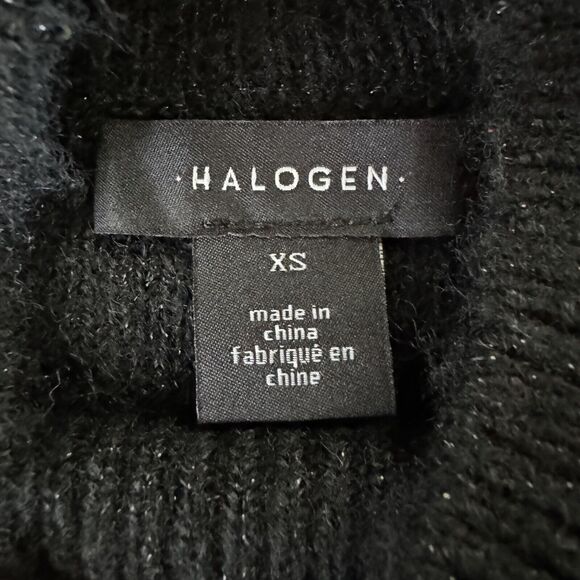 ·HALOGEN·
XS
made in
china
fabriqué en
chine